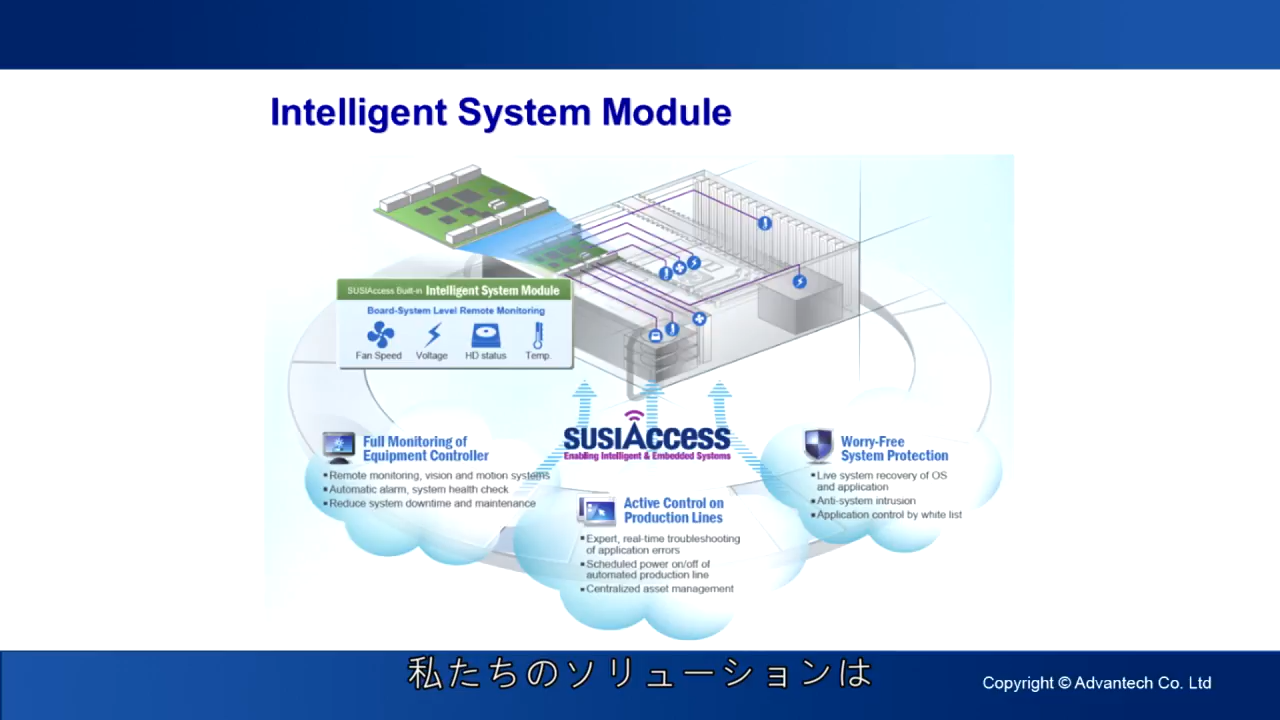 Intelligent System Module
SUSIAccess Built-in Intelligent System Module
Board-System Level Remote Monitoring
Fan Speed Voltage HD status Temp.
SUSIAccess
Enabling Intelligent & Embedded Systems
Full Monitoring of
Equipment Controller
▪Remote monitoring, vision and motion systems
▪Automatic alarm, system health check
▪Reduce system downtime and maintenance
Active Control on
Production Lines
▪Expert, real-time troubleshooting
of application errors
▪Scheduled power on/off of
automated production line
▪Centralized asset management
Worry-Free
System Protection
▪Live system recovery of OS
and application
▪Anti-system intrusion
▪Application control by white list
私たちのソリューションは
Copyright © Advantech Co. Ltd